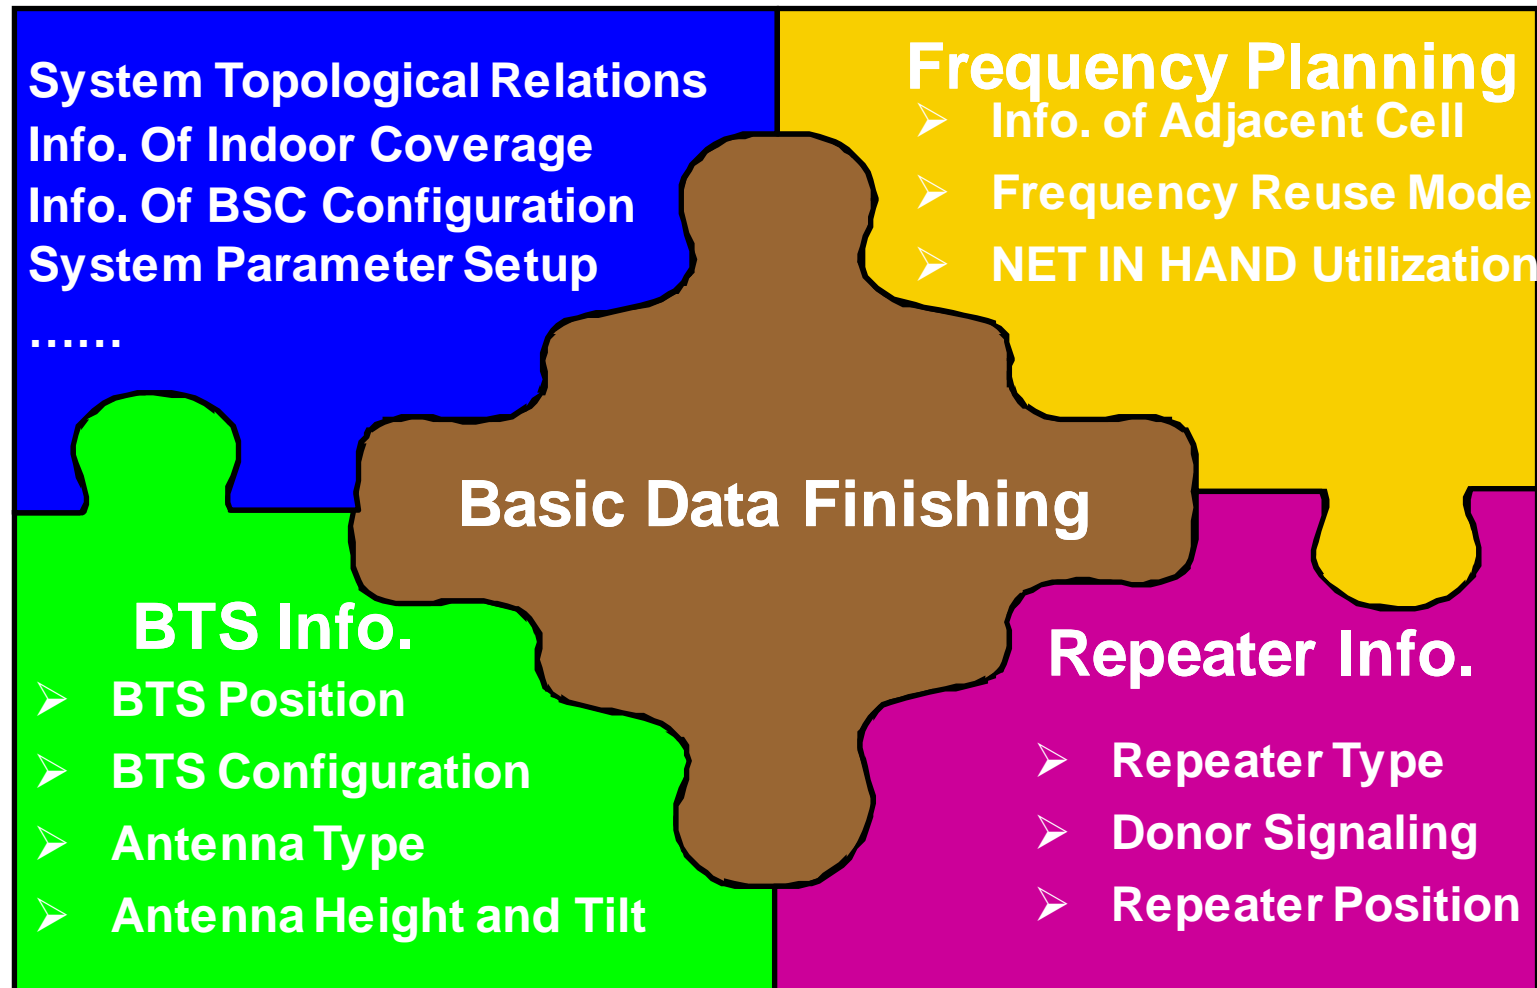 System Topological Relations
Info. Of Indoor Coverage
Info. Of BSC Configuration
System Parameter Setup
......
Frequency Planning
➢ Info. of Adjacent Cell
➢ Frequency Reuse Mode
➢ NET IN HAND Utilization
Basic Data Finishing
BTS Info.
➢ BTS Position
➢ BTS Configuration
➢ Antenna Type
➢ Antenna Height and Tilt
Repeater Info.
➢ Repeater Type
➢ Donor Signaling
➢ Repeater Position